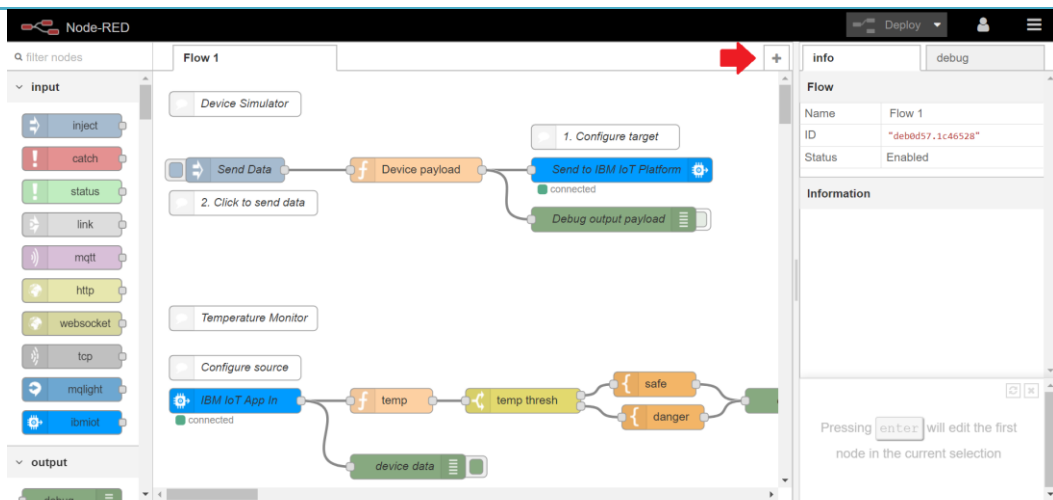 Node-RED
Deploy
filter nodes
Flow 1
info
debug
input
Flow
Device Simulator
Name
Flow 1
inject
1. Configure target
ID
"deb0d57.1c46528"
catch
Send Data
Device payload
Send to IBM IoT Platform
Status
Enabled
connected
status
2. Click to send data
Information
link
Debug output payload
mqtt
http
Temperature Monitor
websocket
tcp
Configure source
safe
mqlight
IBM IoT App In
temp
temp thresh
danger
ibmiot
connected
Pressing enter will edit the first
node in the current selection
output
device data
debug